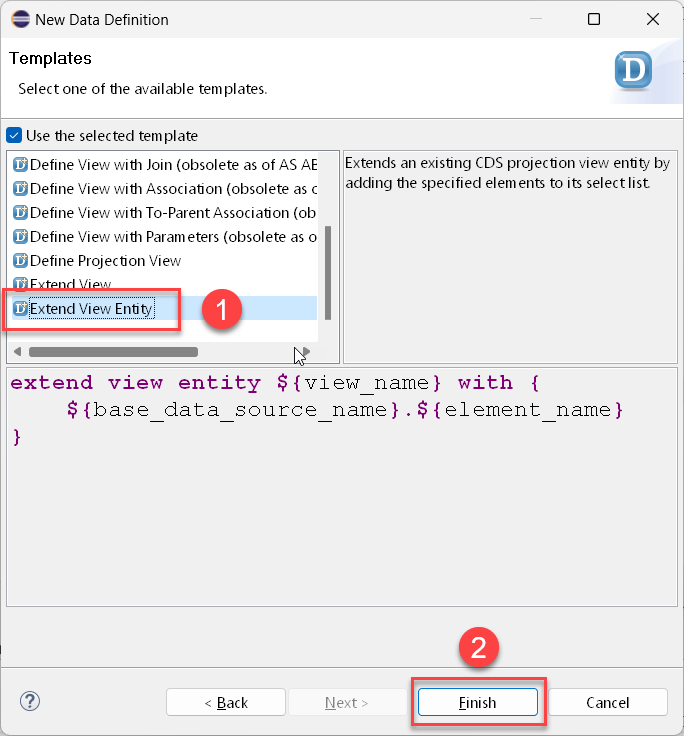 New Data Definition
Templates
Select one of the available templates.
D
Use the selected template
Define View with Join (obsolete as of AS AB
Define View with Association (obsolete as o
Define View with To-Parent Association (ob
Define View with Parameters (obsolete as o
Define Projection View
Extend View
Extend View Entity
1
Extends an existing CDS projection view entity by
adding the specified elements to its select list.
extend view entity ${view_name} with {
${base_data_source_name}.${element_name}
}
2
?
< Back
Next >
Finish
Cancel